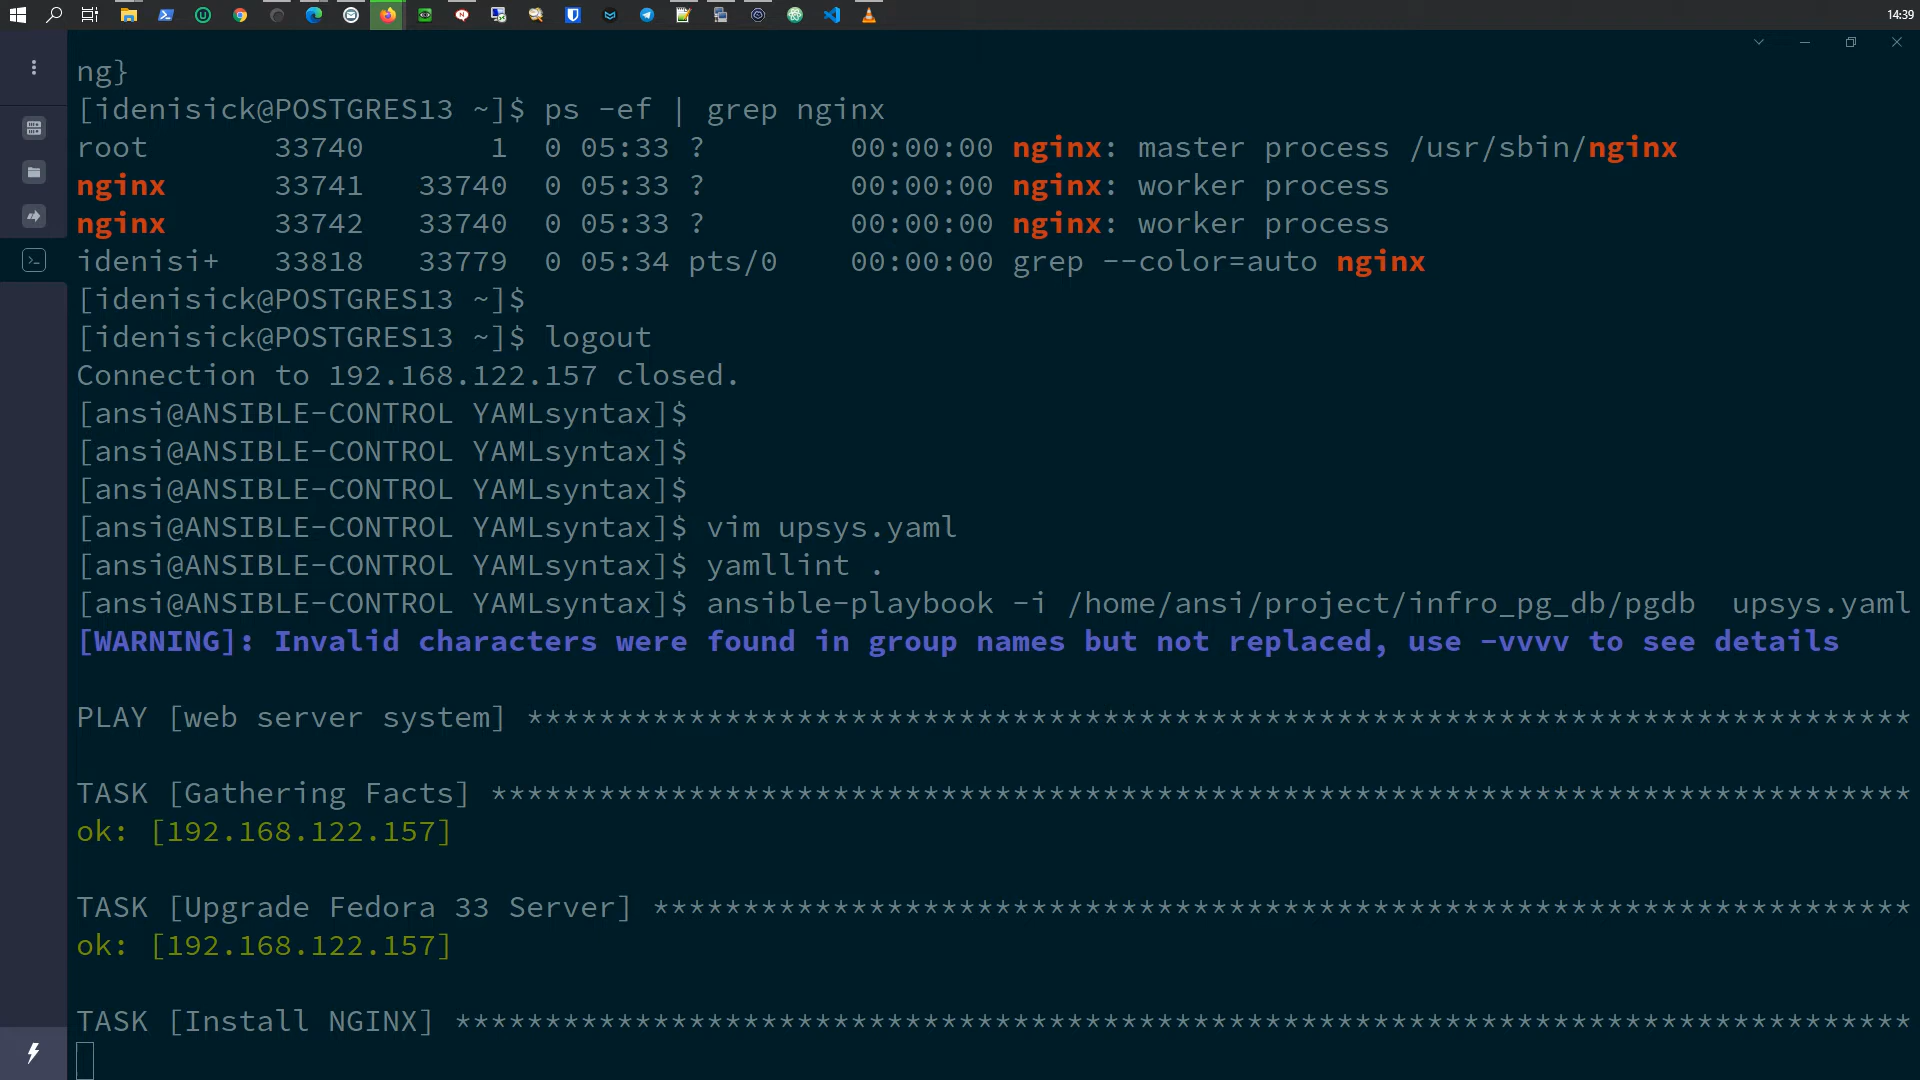 14:39
ng}
[idenisick@POSTGRES13 ~]$ ps -ef | grep nginx
root       33740       1  0 05:33 ?        00:00:00 nginx: master process /usr/sbin/nginx
nginx      33741   33740  0 05:33 ?        00:00:00 nginx: worker process
nginx      33742   33740  0 05:33 ?        00:00:00 nginx: worker process
idenisi+   33818   33779  0 05:34 pts/0    00:00:00 grep --color=auto nginx
[idenisick@POSTGRES13 ~]$
[idenisick@POSTGRES13 ~]$ logout
Connection to 192.168.122.157 closed.
[ansi@ANSIBLE-CONTROL YAMLsyntax]$
[ansi@ANSIBLE-CONTROL YAMLsyntax]$
[ansi@ANSIBLE-CONTROL YAMLsyntax]$
[ansi@ANSIBLE-CONTROL YAMLsyntax]$ vim upsys.yaml
[ansi@ANSIBLE-CONTROL YAMLsyntax]$ yamllint .
[ansi@ANSIBLE-CONTROL YAMLsyntax]$ ansible-playbook -i /home/ansi/project/infro_pg_db/pgdb  upsys.yaml
[WARNING]: Invalid characters were found in group names but not replaced, use -vvvv to see details
PLAY [web server system] *****************************************************************************
TASK [Gathering Facts] *******************************************************************************
ok: [192.168.122.157]
TASK [Upgrade Fedora 33 Server] **********************************************************************
ok: [192.168.122.157]
TASK [Install NGINX] *********************************************************************************